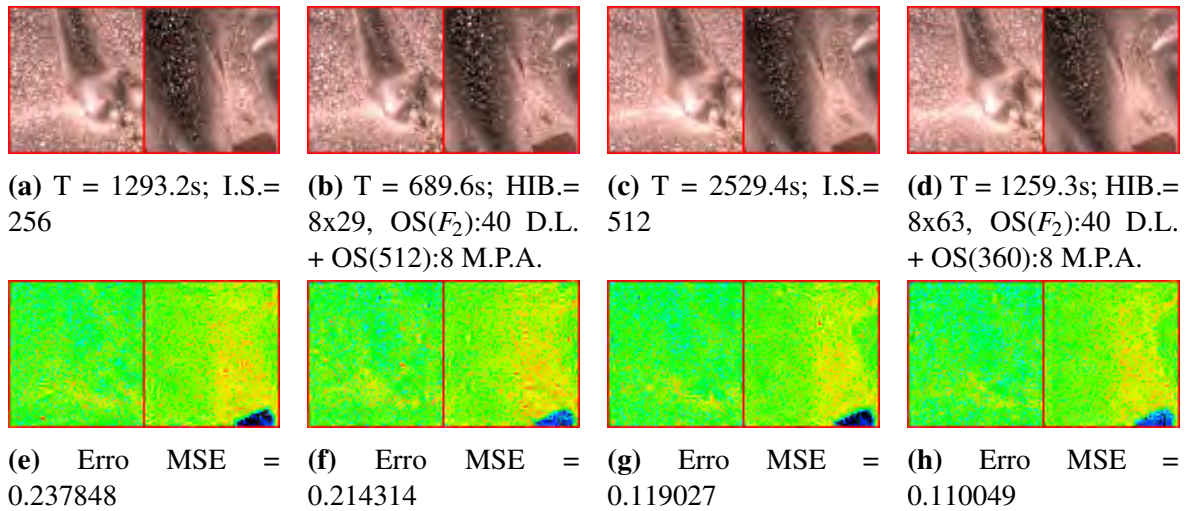 (a) T = 1293.2s; I.S.=
256
(b) T = 689.6s; HIB.=
8x29, OS(F₂):40 D.L.
+ OS(512):8 M.P.A.
(c) T = 2529.4s; I.S.=
512
(d) T = 1259.3s; HIB.=
8x63, OS(F₂):40 D.L.
+ OS(360):8 M.P.A.
(e) Erro MSE =
0.237848
(f) Erro MSE =
0.214314
(g) Erro MSE =
0.119027
(h) Erro MSE =
0.110049